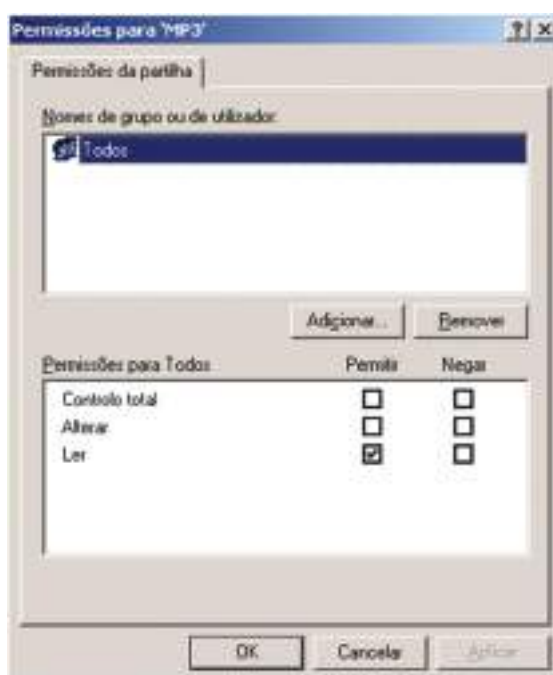 Permissões para 'MP3'
Permissões da partilha
Nomes de grupo ou de utilizador:
Todos
Adicionar... Remover
Permissões para Todos Permitir Negar
Controlo total
Alterar
Ler
OK Cancelar Aplicar